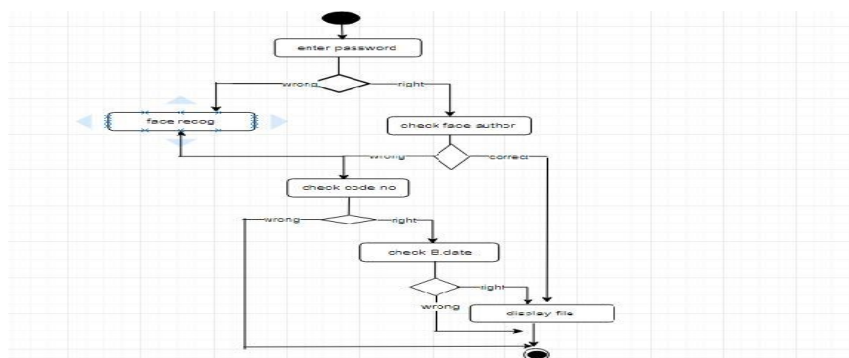 enter password
wrong
right
face recog
check face author
wrong
correct
check code no
wrong
right
check B.date
right
wrong
display file